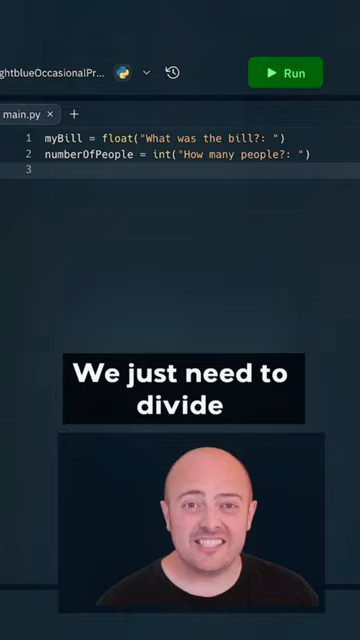 ghtblueOccasionalPr...
Run
main.py
1 myBill = float("What was the bill?: ")
2 numberOfPeople = int("How many people?: ")
3
We just need to
divide